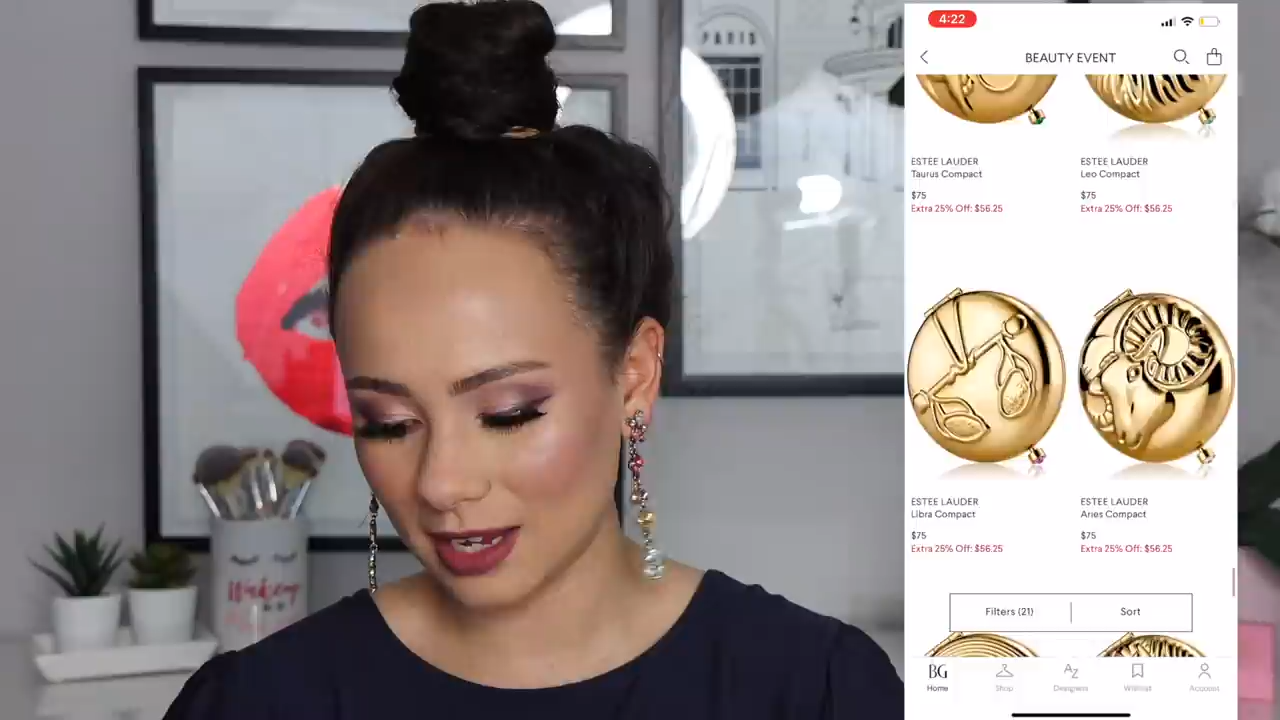 PARIS
Makeup
4:22
BEAUTY EVENT
ESTEE LAUDER
Taurus Compact
$75
Extra 25% Off: $56.25
ESTEE LAUDER
Leo Compact
$75
Extra 25% Off: $56.25
ESTEE LAUDER
Libra Compact
$75
Extra 25% Off: $56.25
ESTEE LAUDER
Aries Compact
$75
Extra 25% Off: $56.25
Filters (21)
Sort
BG
Home
Shop
AZ
Designers
Wishlist
Account